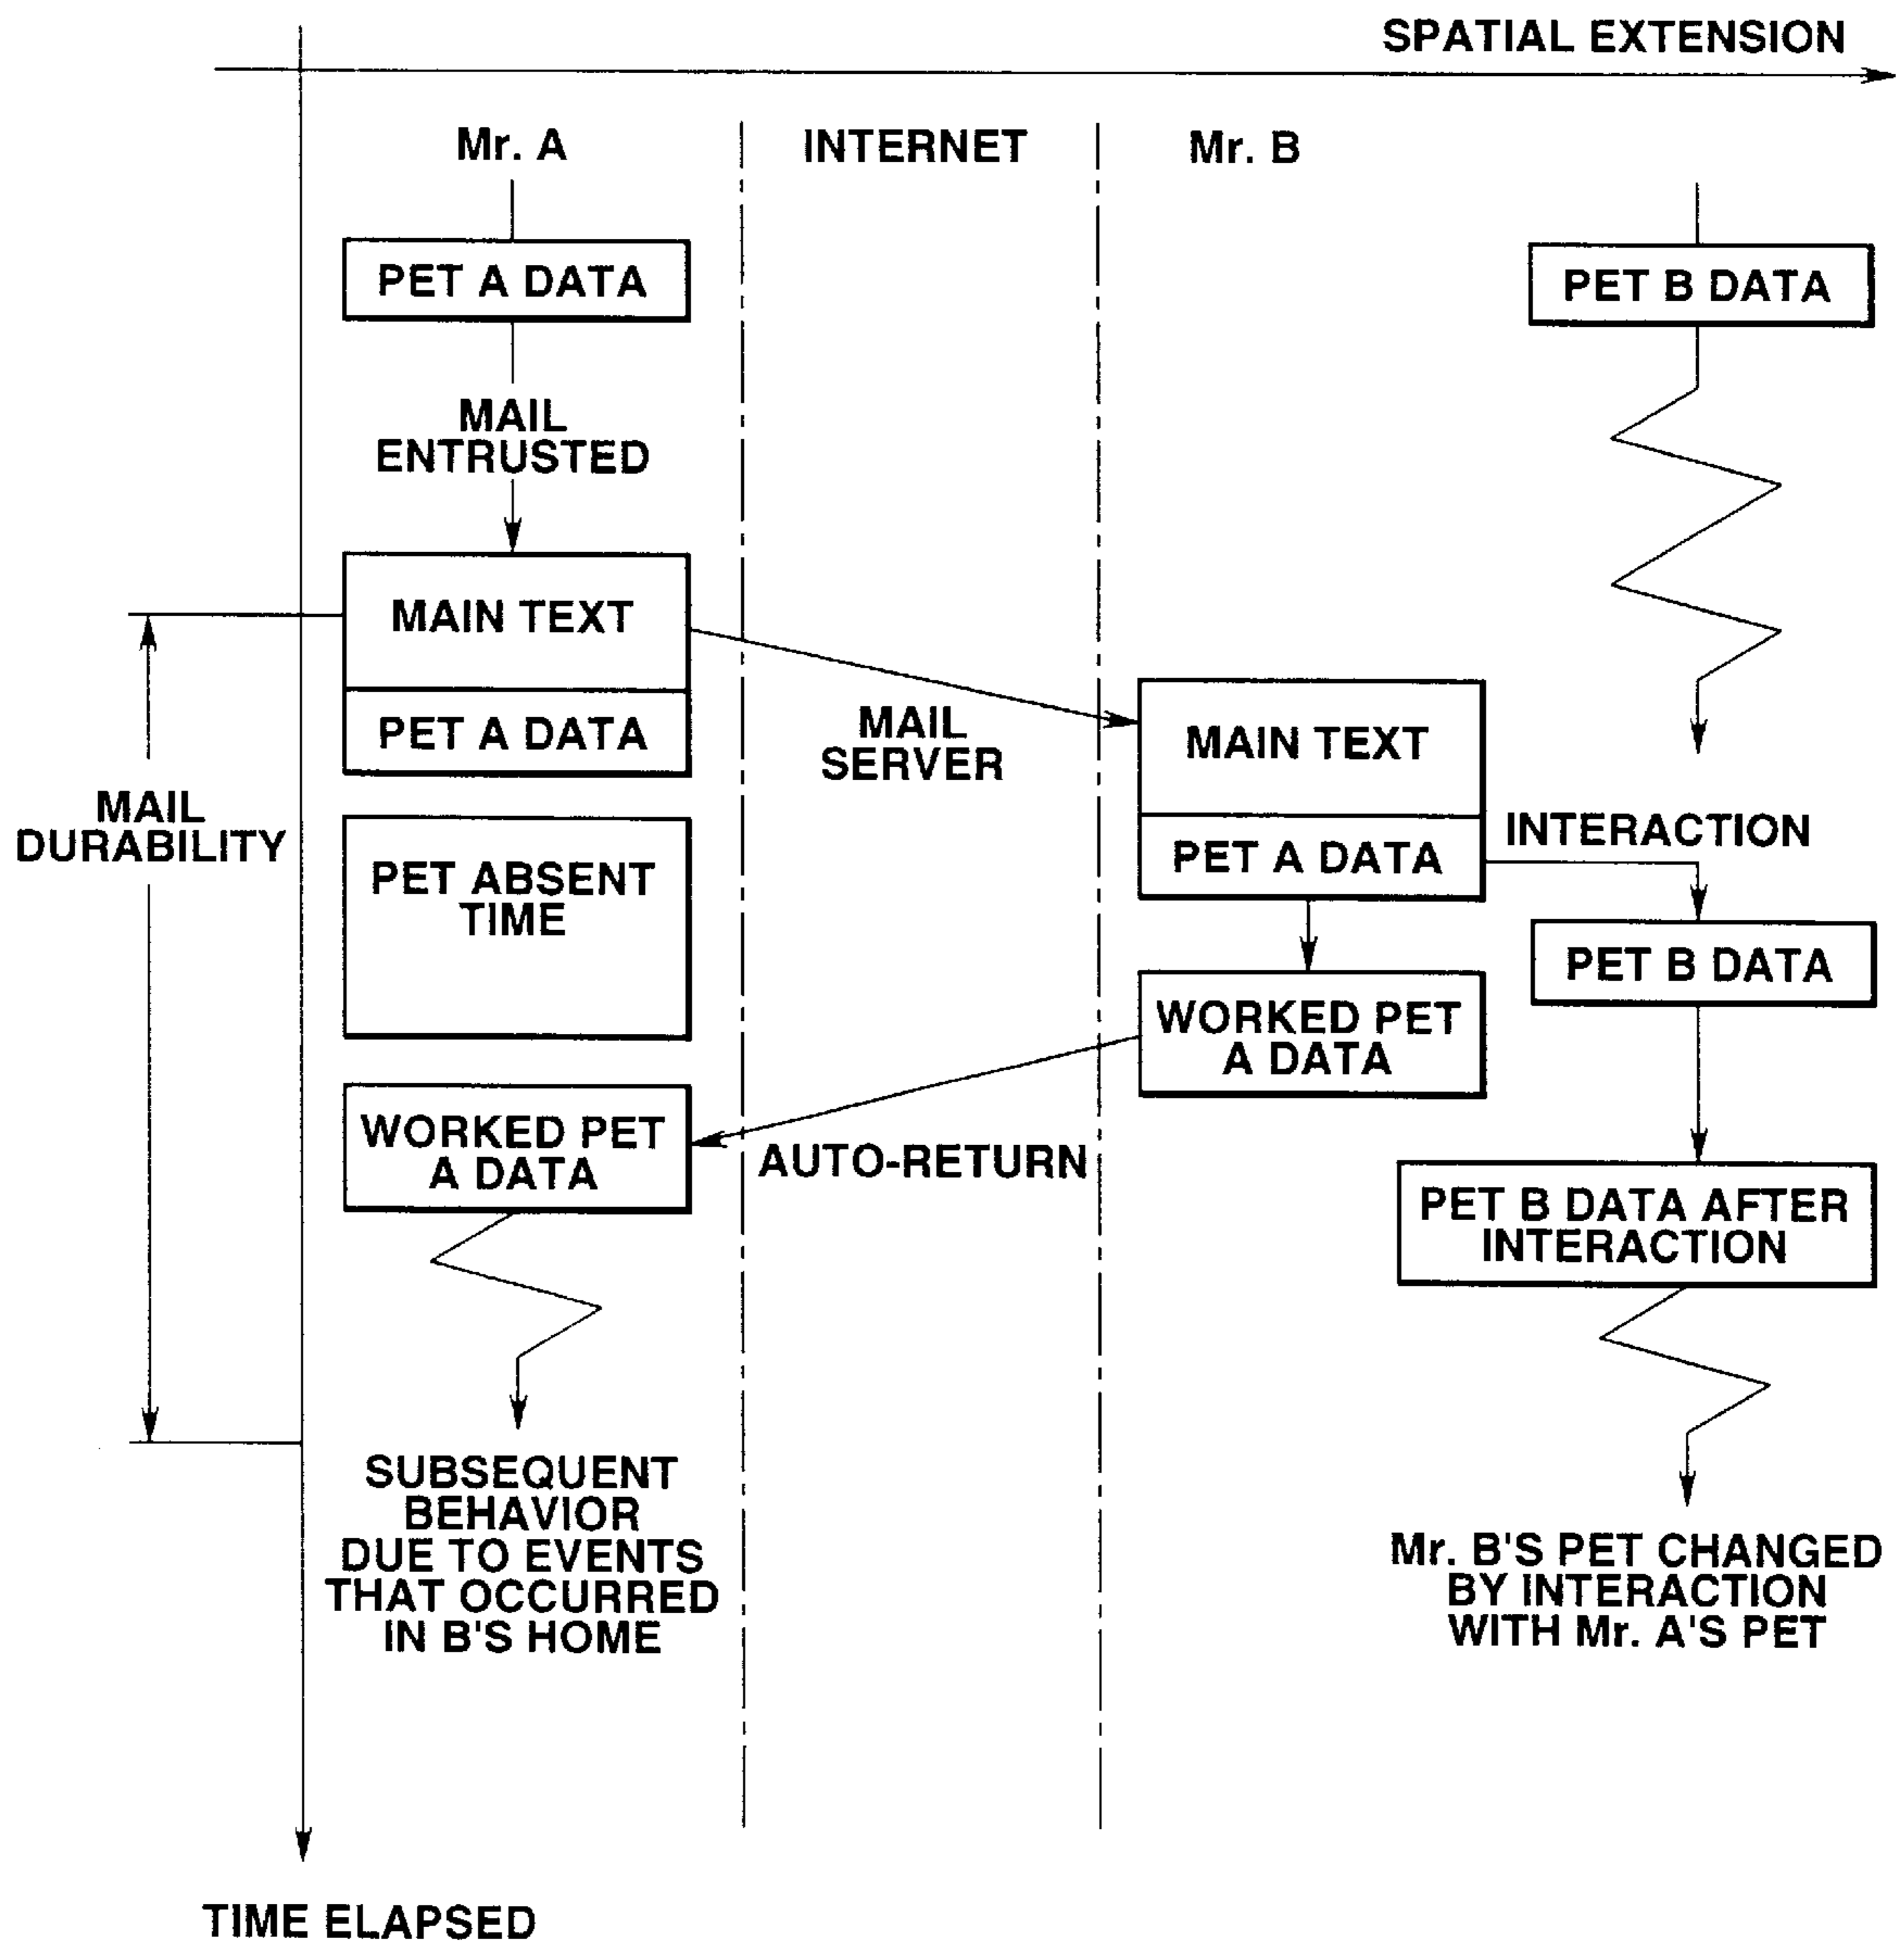 SPATIAL EXTENSION
Mr. A
INTERNET
Mr. B
PET A DATA
PET B DATA
MAIL
ENTRUSTED
MAIN TEXT
PET A DATA
MAIL
SERVER
MAIN TEXT
PET A DATA
INTERACTION
MAIL
DURABILITY
PET ABSENT
TIME
PET B DATA
WORKED PET
A DATA
WORKED PET
A DATA
AUTO-RETURN
PET B DATA AFTER
INTERACTION
SUBSEQUENT
BEHAVIOR
DUE TO EVENTS
THAT OCCURRED
IN B'S HOME
Mr. B'S PET CHANGED
BY INTERACTION
WITH Mr. A'S PET
TIME ELAPSED